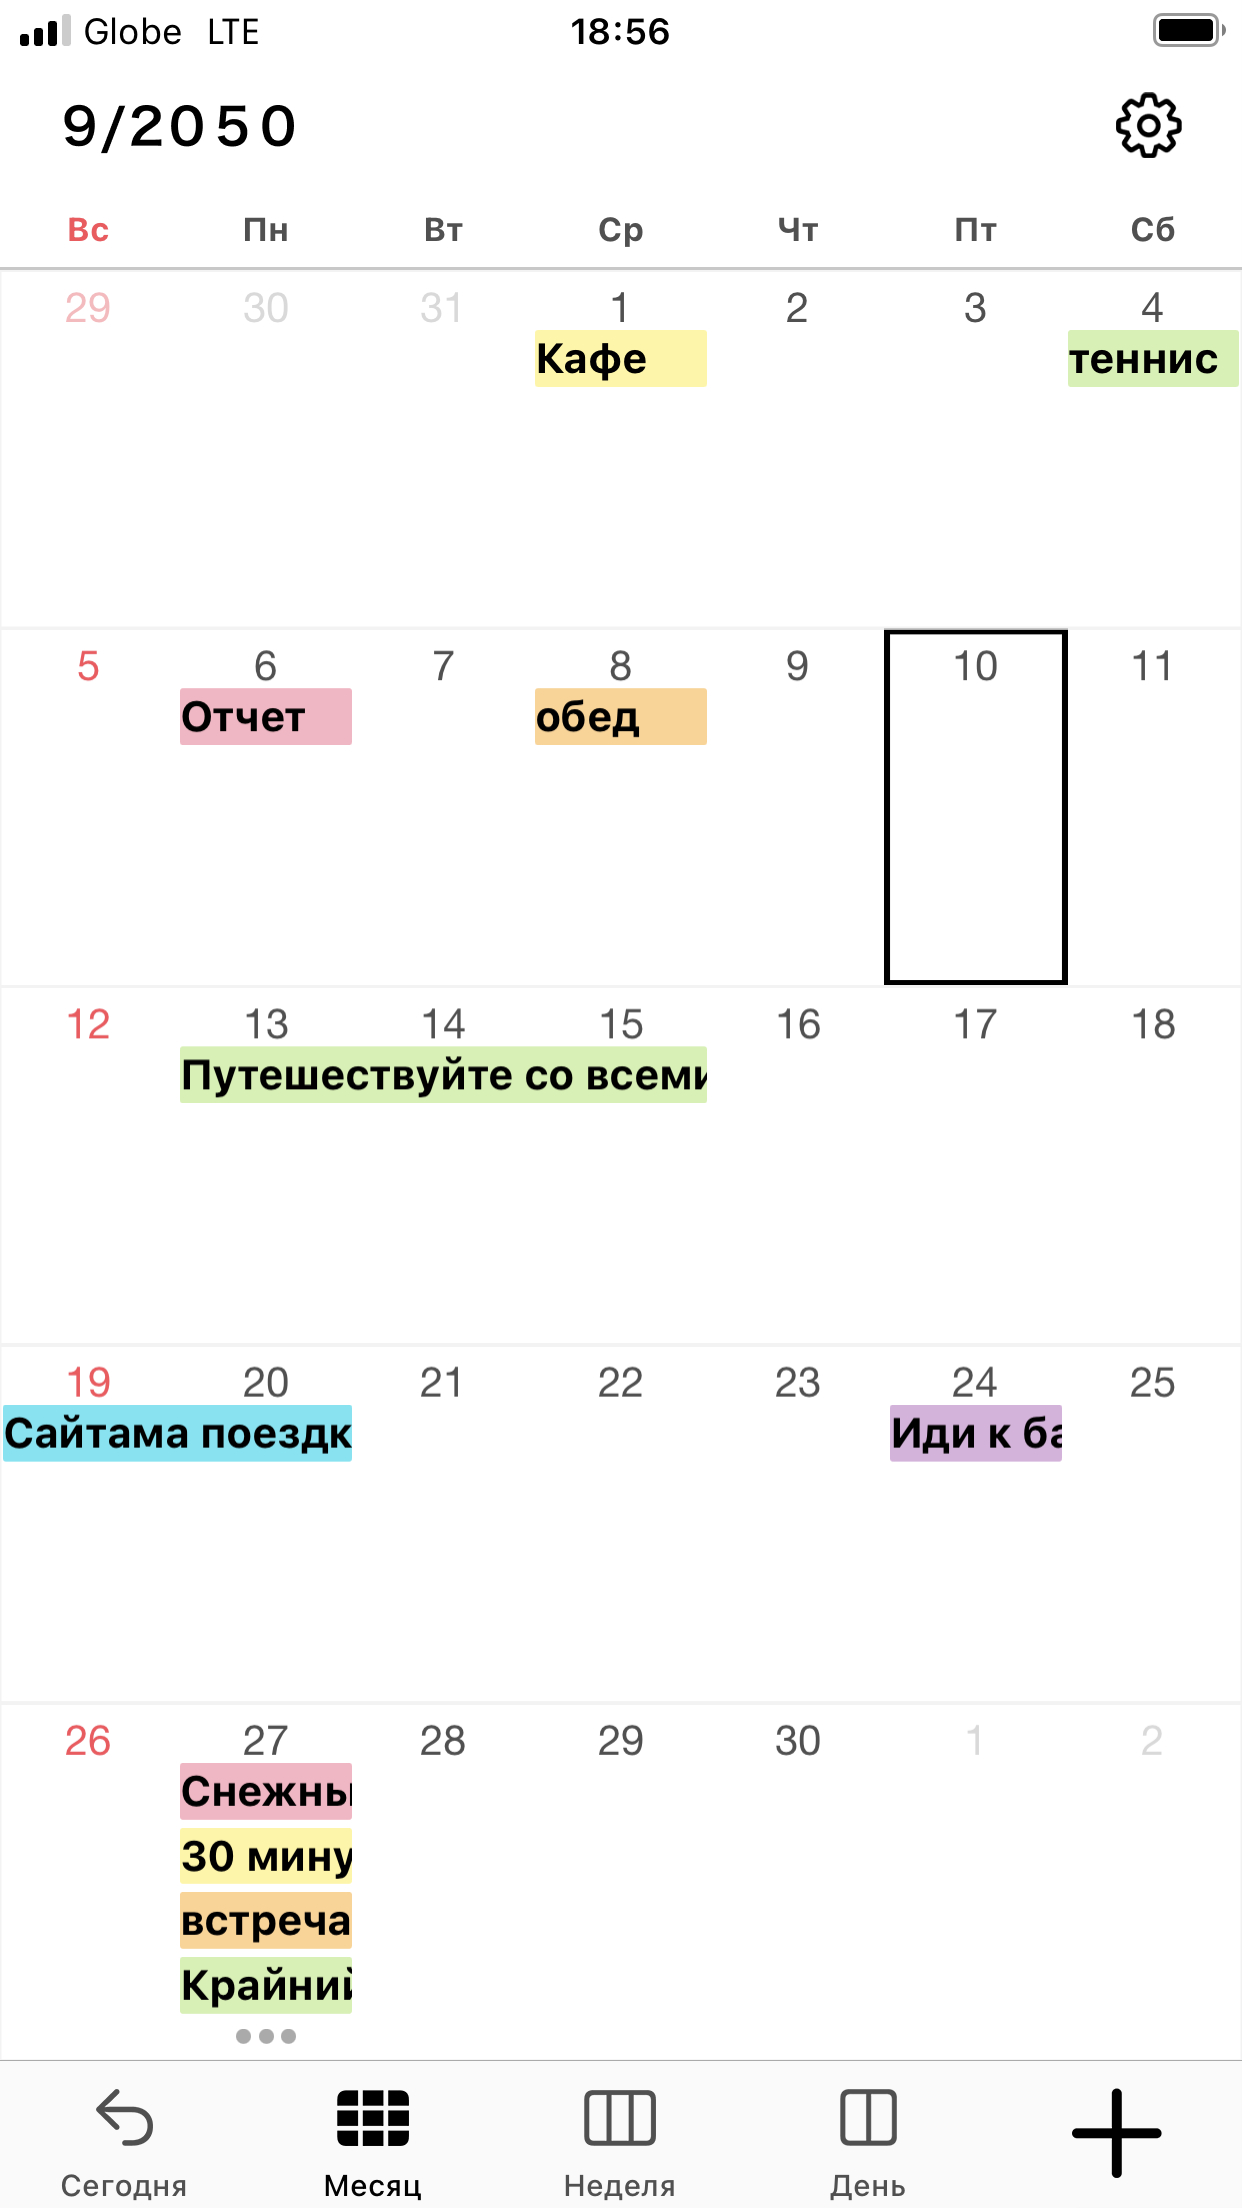 Globe LTE 18:56
9/2050
Вс Пн Вт Ср Чт Пт Сб
29 30 31 1 2 3 4
Кафе теннис
5 6 7 8 9 10 11
Отчет обед
12 13 14 15 16 17 18
Путешествуйте со всеми
19 20 21 22 23 24 25
Сайтама поездк Иди к ба
26 27 28 29 30 1 2
Снежны
30 мину
встреча
Крайний
Сегодня Месяц Неделя День